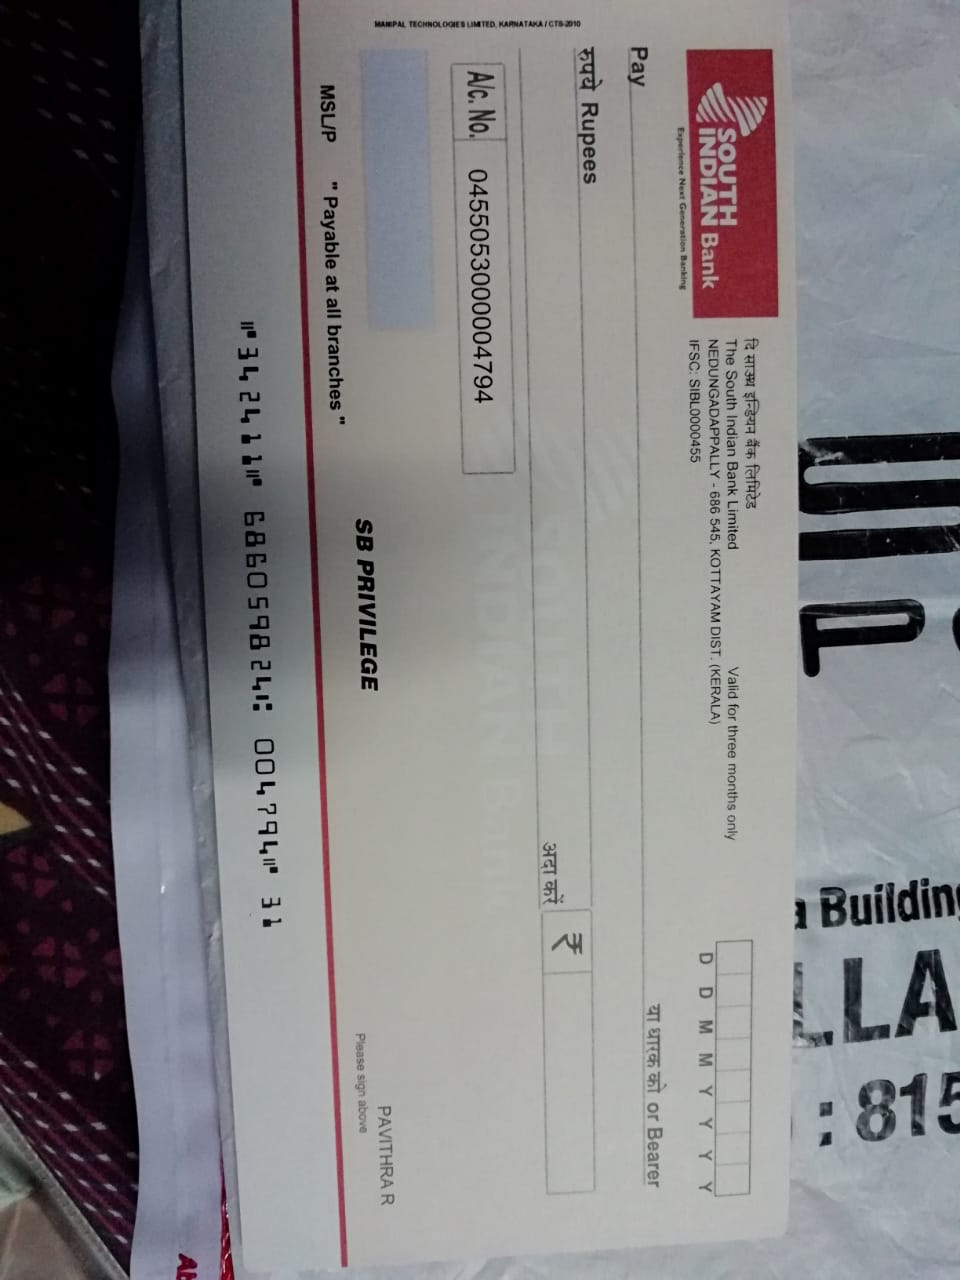 SOUTH
INDIAN Bank
Experience Next Generation Banking
दि साउथ इन्डियन बैंक लिमिटेड
The South Indian Bank Limited
Valid for three months only
NEDUNGADAPPALLY - 686 545, KOTTAYAM DIST. (KERALA)
IFSC: SIBL0000455
D D M M Y Y Y Y
Pay
या धारक को or Bearer
रुपये Rupees
अदा करें
₹
A/c. No.
0455053000004794
SOUTH
INDIAN Bank
SB PRIVILEGE
PAVITHRA R
Please sign above
MSL/P
" Payable at all branches "
⑈342411⑈ 686059824⑆ 004794⑈ 31
MANIPAL TECHNOLOGIES LIMITED, KARNATAKA / CTS-2010
Building
LLA
: 815